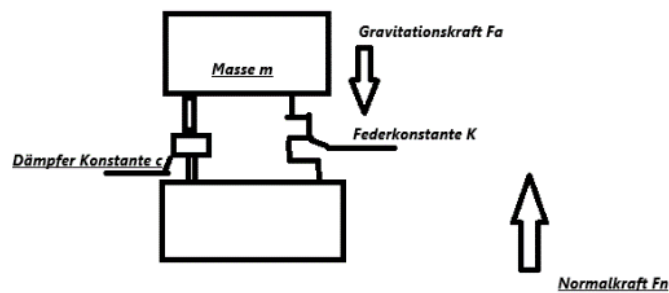 Gravitationskraft Fa
Masse m
Federkonstante K
Dämpfer Konstante c
Normalkraft Fn